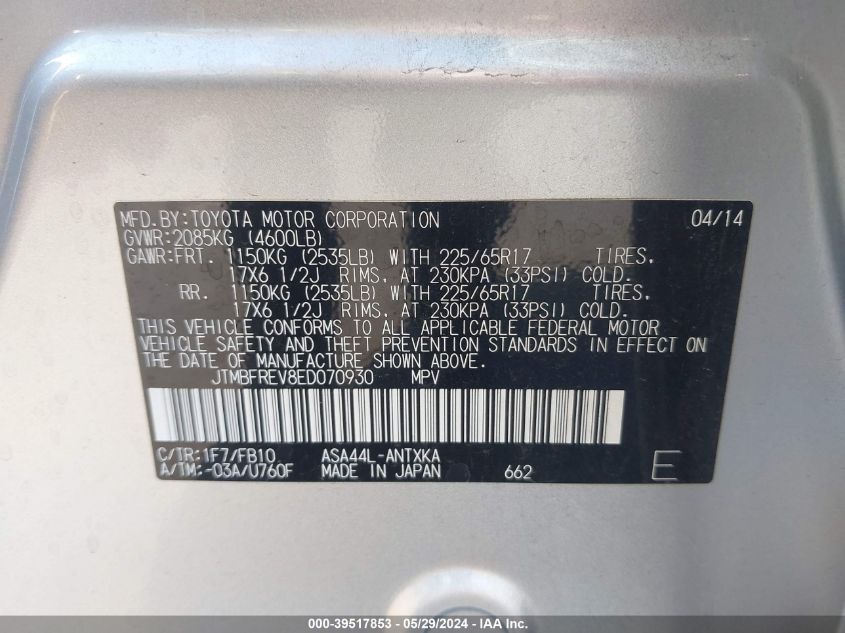 MFD.BY:TOYOTA MOTOR CORPORATION 04/14
GVWR:2085KG (4600LB)
GAWR:FRT. 1150KG (2535LB) WITH 225/65R17 TIRES,
17X6 1/2J RIMS, AT 230KPA (33PSI) COLD.
RR. 1150KG (2535LB) WITH 225/65R17 TIRES,
17X6 1/2J RIMS, AT 230KPA (33PSI) COLD.
THIS VEHICLE CONFORMS TO ALL APPLICABLE FEDERAL MOTOR
VEHICLE SAFETY AND THEFT PREVENTION STANDARDS IN EFFECT ON
THE DATE OF MANUFACTURE SHOWN ABOVE.
JTMBFREV8ED070930 MPV
C/TR:1F7/FB10 ASA44L-ANTXKA
A/TM:-03A/U760F MADE IN JAPAN 662 E
000-39517853 - 05/29/2024 - IAA Inc.